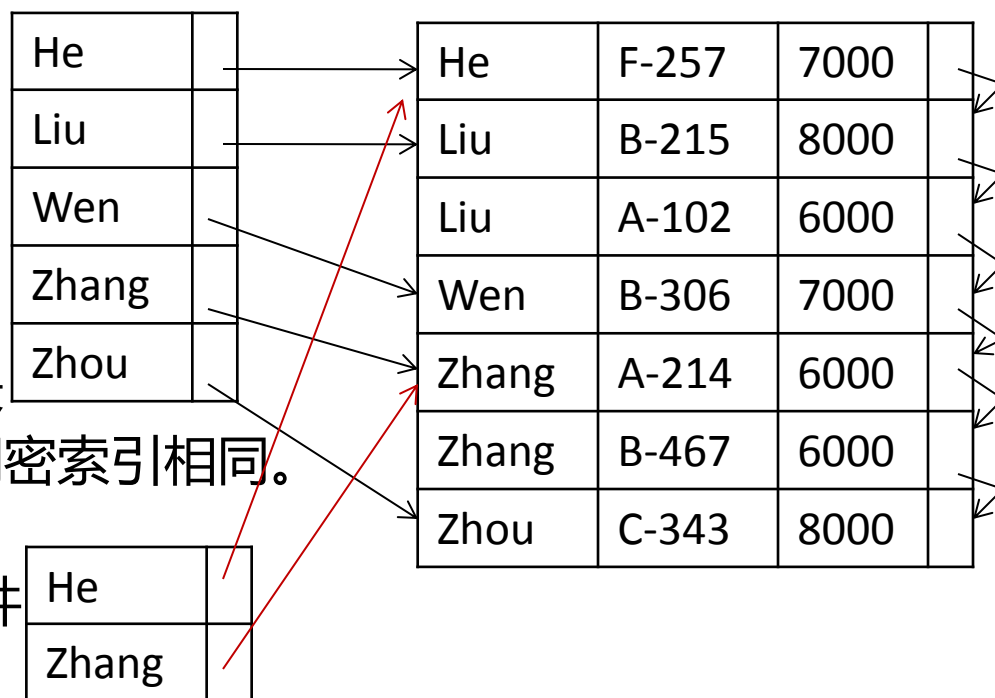 He
Liu
Wen
Zhang
Zhou
He F-257 7000
Liu B-215 8000
Liu A-102 6000
Wen B-306 7000
Zhang A-214 6000
Zhang B-467 6000
Zhou C-343 8000
密索引相同。
件
He
Zhang